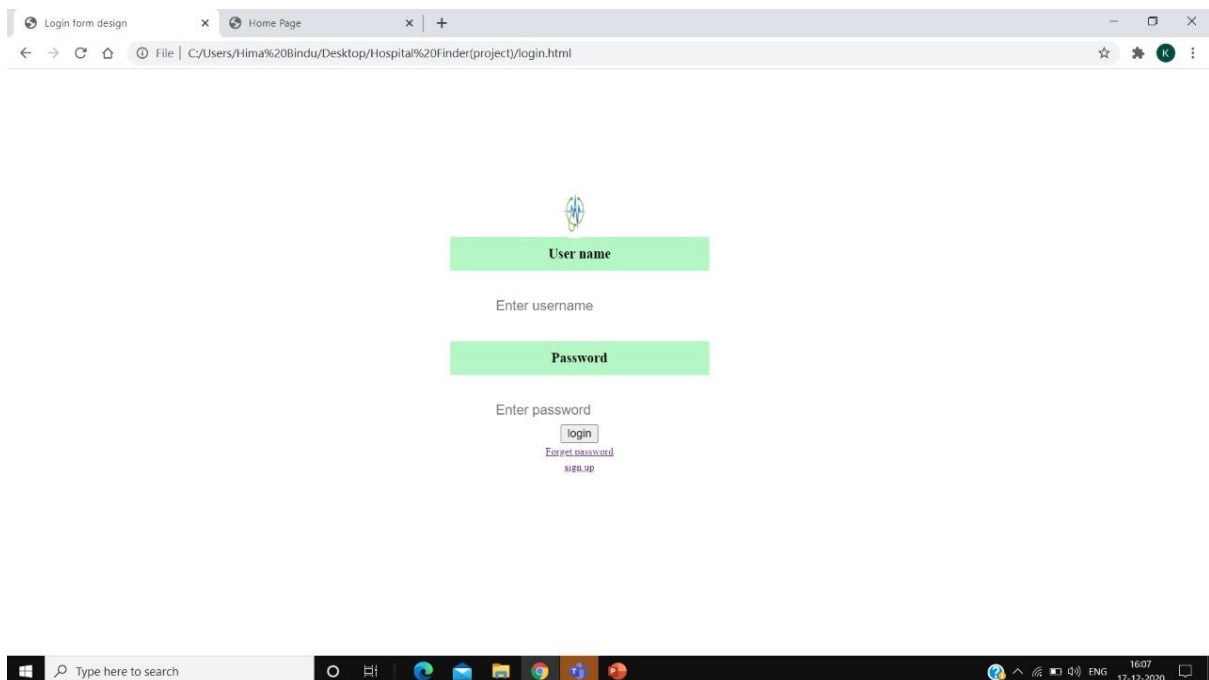 Login form design
Home Page
File C:/Users/Hima%20Bindu/Desktop/Hospital%20Finder(project)/login.html
K
User name
Enter username
Password
Enter password
login
Forget password
sign up
Type here to search
ENG
16:07
17-12-2020